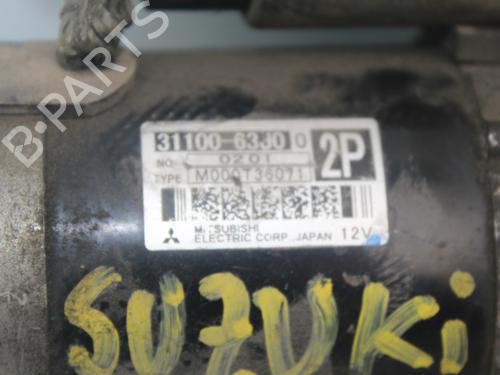 31100-63J0 0
2P
NO. 0201
TYPE M000T36071
MITSUBISHI
ELECTRIC CORP. JAPAN 12V
SUZUKi
B-PARTS